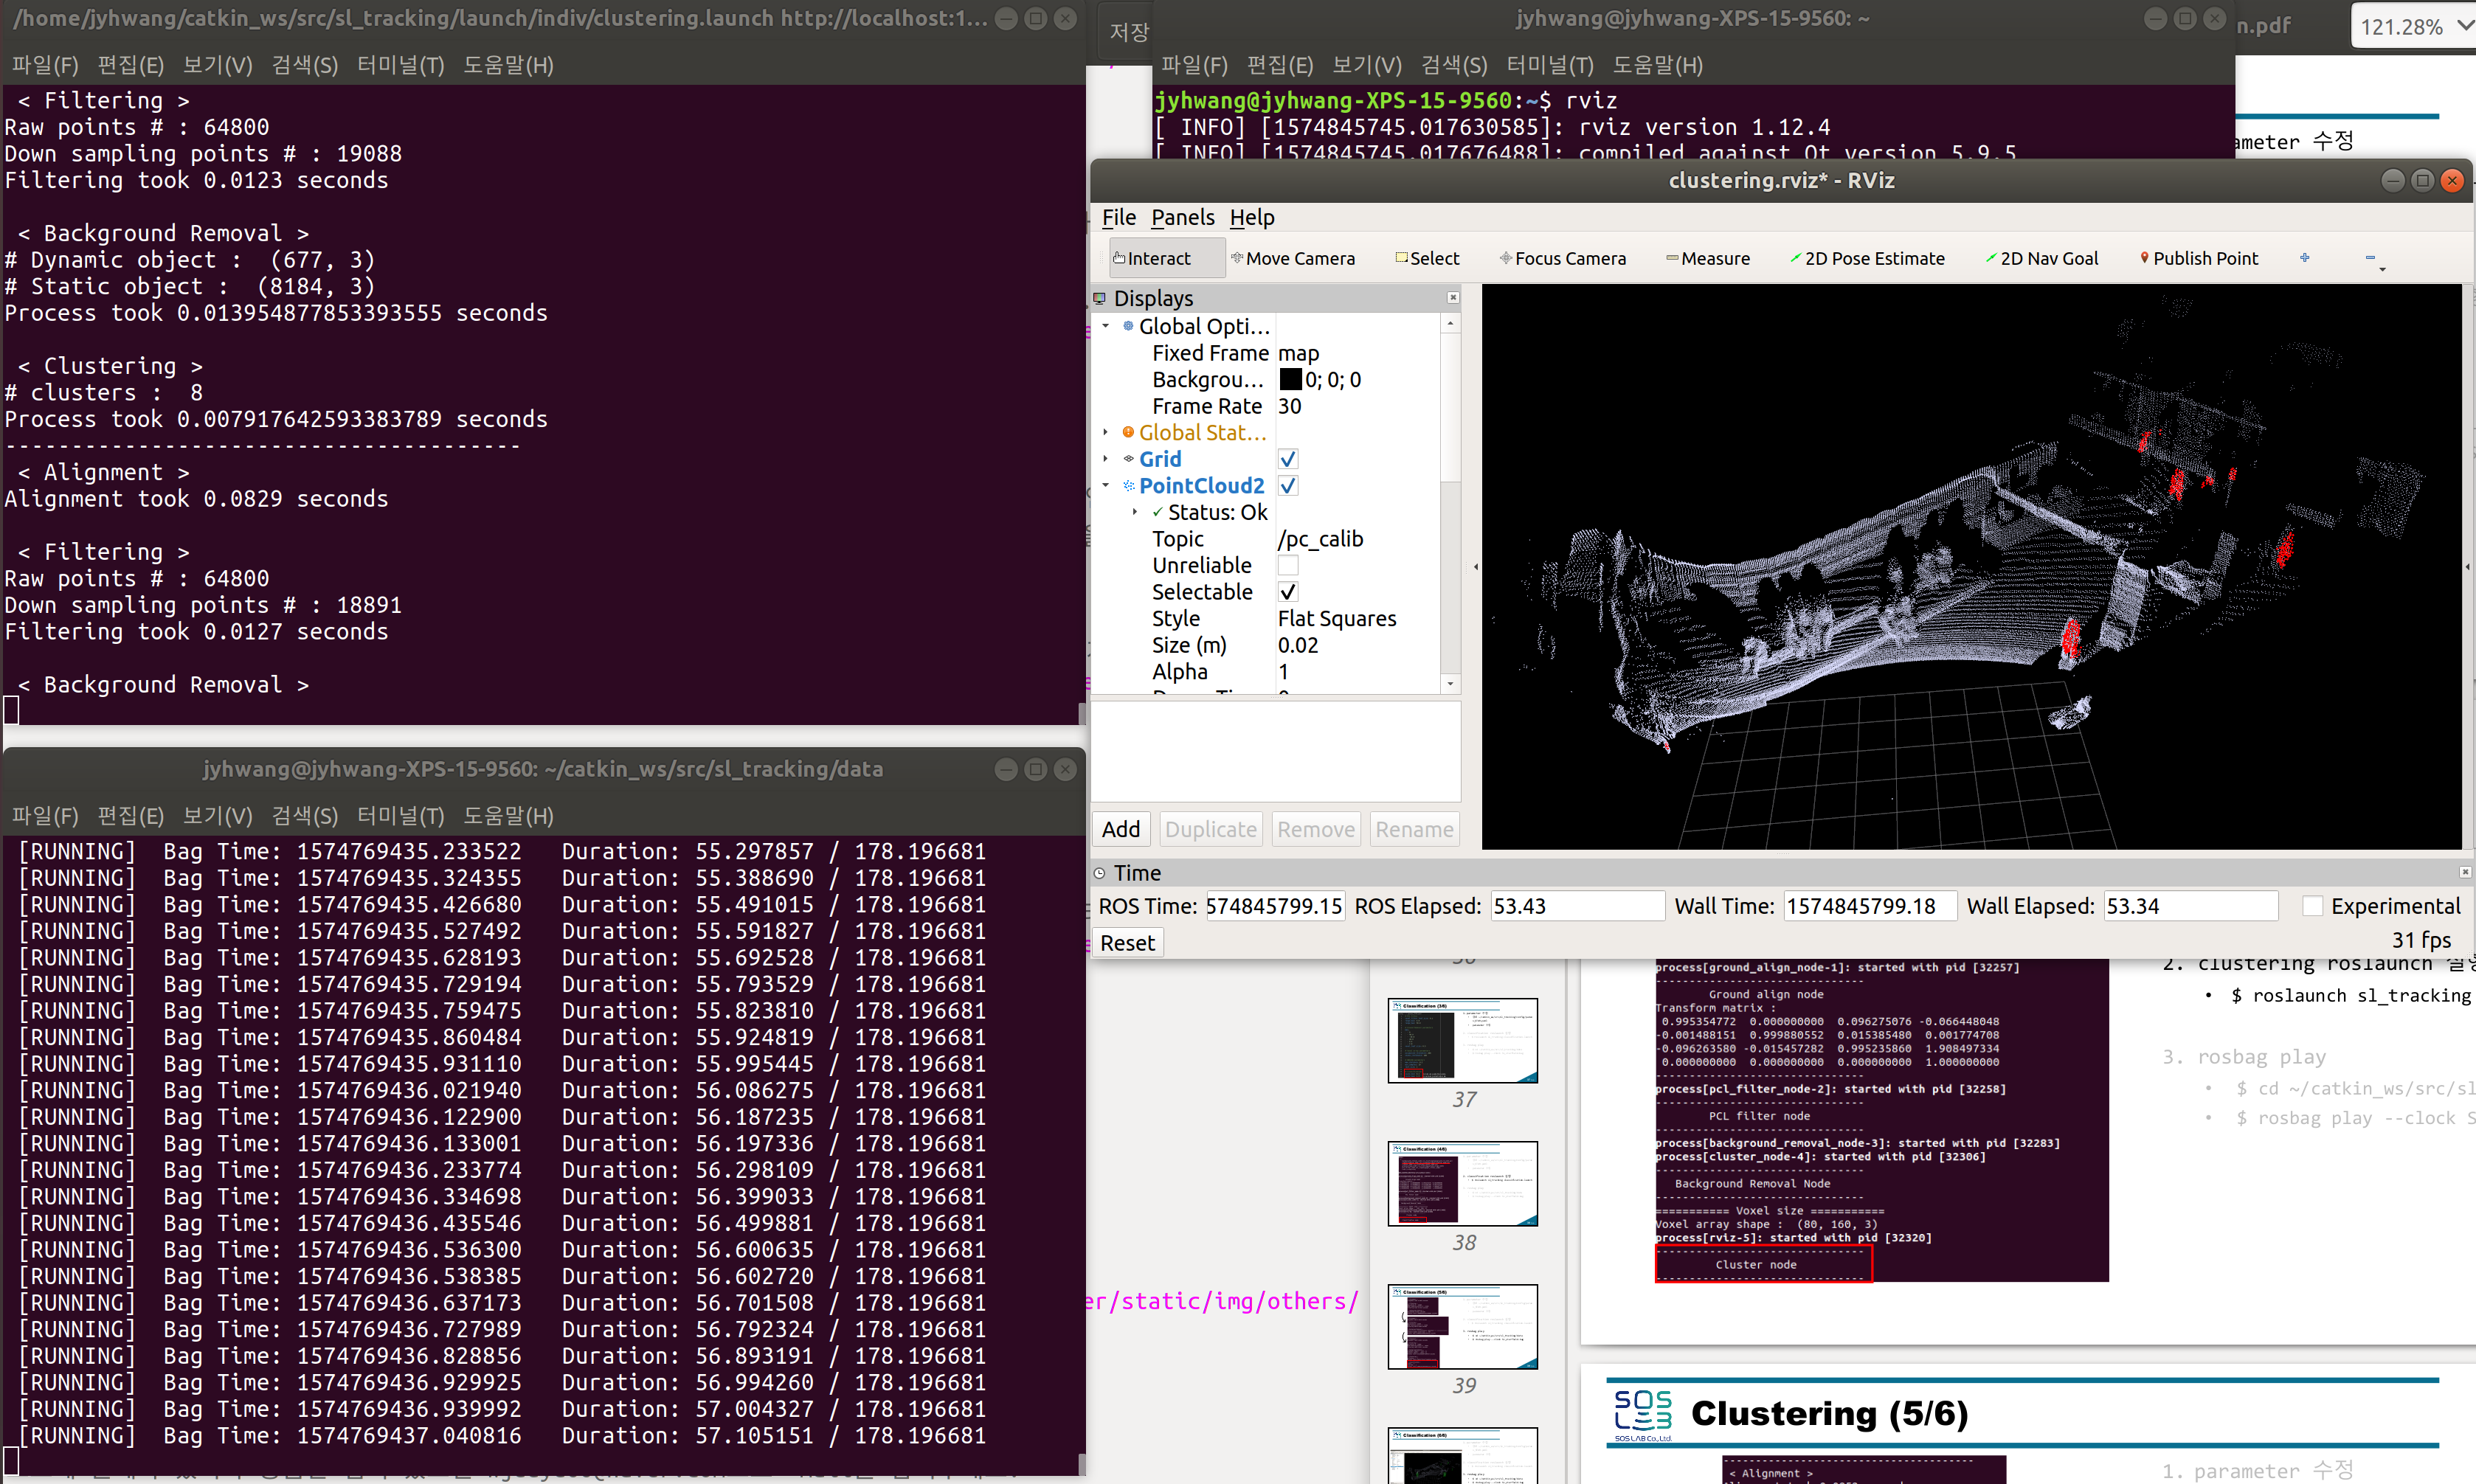 /home/jyhwang/catkin_ws/src/sl_tracking/launch/indiv/clustering.launch http://localhost:1...
파일(F) 편집(E) 보기(V) 검색(S) 터미널(T) 도움말(H)
< Filtering >
Raw points # : 64800
Down sampling points # : 19088
Filtering took 0.0123 seconds
< Background Removal >
# Dynamic object :  (677, 3)
# Static object :  (8184, 3)
Process took 0.013954877853393555 seconds
< Clustering >
# clusters :  8
Process took 0.007917642593383789 seconds
---------------------------------------
< Alignment >
Alignment took 0.0829 seconds
< Filtering >
Raw points # : 64800
Down sampling points # : 18891
Filtering took 0.0127 seconds
< Background Removal >
jyhwang@jyhwang-XPS-15-9560: ~/catkin_ws/src/sl_tracking/data
파일(F) 편집(E) 보기(V) 검색(S) 터미널(T) 도움말(H)
[RUNNING]  Bag Time: 1574769435.233522   Duration: 55.297857 / 178.196681
[RUNNING]  Bag Time: 1574769435.324355   Duration: 55.388690 / 178.196681
[RUNNING]  Bag Time: 1574769435.426680   Duration: 55.491015 / 178.196681
[RUNNING]  Bag Time: 1574769435.527492   Duration: 55.591827 / 178.196681
[RUNNING]  Bag Time: 1574769435.628193   Duration: 55.692528 / 178.196681
[RUNNING]  Bag Time: 1574769435.729194   Duration: 55.793529 / 178.196681
[RUNNING]  Bag Time: 1574769435.759475   Duration: 55.823810 / 178.196681
[RUNNING]  Bag Time: 1574769435.860484   Duration: 55.924819 / 178.196681
[RUNNING]  Bag Time: 1574769435.931110   Duration: 55.995445 / 178.196681
[RUNNING]  Bag Time: 1574769436.021940   Duration: 56.086275 / 178.196681
[RUNNING]  Bag Time: 1574769436.122900   Duration: 56.187235 / 178.196681
[RUNNING]  Bag Time: 1574769436.133001   Duration: 56.197336 / 178.196681
[RUNNING]  Bag Time: 1574769436.233774   Duration: 56.298109 / 178.196681
[RUNNING]  Bag Time: 1574769436.334698   Duration: 56.399033 / 178.196681
[RUNNING]  Bag Time: 1574769436.435546   Duration: 56.499881 / 178.196681
[RUNNING]  Bag Time: 1574769436.536300   Duration: 56.600635 / 178.196681
[RUNNING]  Bag Time: 1574769436.538385   Duration: 56.602720 / 178.196681
[RUNNING]  Bag Time: 1574769436.637173   Duration: 56.701508 / 178.196681
[RUNNING]  Bag Time: 1574769436.727989   Duration: 56.792324 / 178.196681
[RUNNING]  Bag Time: 1574769436.828856   Duration: 56.893191 / 178.196681
[RUNNING]  Bag Time: 1574769436.929925   Duration: 56.994260 / 178.196681
[RUNNING]  Bag Time: 1574769436.939992   Duration: 57.004327 / 178.196681
[RUNNING]  Bag Time: 1574769437.040816   Duration: 57.105151 / 178.196681
저장
jyhwang@jyhwang-XPS-15-9560: ~
n.pdf
121.28%
파일(F) 편집(E) 보기(V) 검색(S) 터미널(T) 도움말(H)
jyhwang@jyhwang-XPS-15-9560:~$ rviz
[ INFO] [1574845745.017630585]: rviz version 1.12.4
[ INFO] [1574845745.017676488]: compiled against Qt version 5.9.5
ameter 수정
clustering.rviz* - RViz
File Panels Help
Interact Move Camera Select Focus Camera Measure 2D Pose Estimate 2D Nav Goal Publish Point
Displays
Global Opti...
Fixed Frame map
Backgrou... 0; 0; 0
Frame Rate 30
Global Stat...
Grid
PointCloud2
Status: Ok
Topic /pc_calib
Unreliable
Selectable
Style Flat Squares
Size (m) 0.02
Alpha 1
Add Duplicate Remove Rename
Time
ROS Time: 574845799.15 ROS Elapsed: 53.43 Wall Time: 1574845799.18 Wall Elapsed: 53.34 Experimental
Reset 31 fps
er/static/img/others/
37
38
39
process[ground_align_node-1]: started with pid [32257]
-------------------------------
Ground align node
Transform matrix :
0.995354772 0.000000000 0.096275076 -0.066448048
-0.001488151 0.999880552 0.015385480 0.001774708
-0.096263580 -0.015457282 0.995235860 1.908497334
0.000000000 0.000000000 0.000000000 1.000000000
-------------------------------
process[pcl_filter_node-2]: started with pid [32258]
-------------------------------
PCL filter node
-------------------------------
process[background_removal_node-3]: started with pid [32283]
process[cluster_node-4]: started with pid [32306]
-------------------------------
Background Removal Node
-------------------------------
=========== Voxel size ===========
Voxel array shape :  (80, 160, 3)
process[rviz-5]: started with pid [32320]
-------------------------------
Cluster node
-------------------------------
2. clustering roslaunch
• $ roslaunch sl_tracking
3. rosbag play
• $ cd ~/catkin_ws/src/sl
• $ rosbag play --clock S
SOS LAB
SOS LAB Co.,Ltd.
Clustering (5/6)
< Alignment >
1. parameter 수정